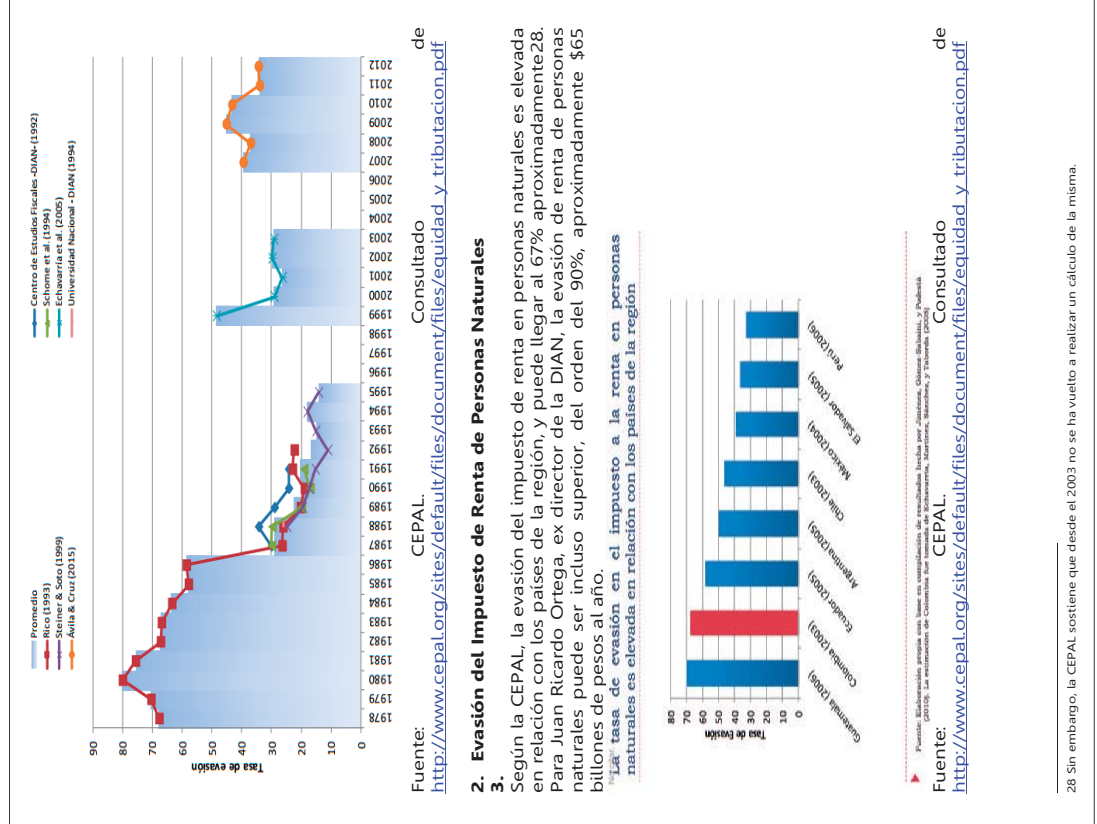 Promedio
Rico (1993)
Steiner & Soto (1999)
Ávila & Cruz (2015)
Centro de Estudios Fiscales -DIAN- (1992)
Schome et al. (1994)
Echavarría et al. (2005)
Universidad Nacional -DIAN (1994)
Tasa de evasión
90
80
70
60
50
40
30
20
10
0
1978 1979 1980 1981 1982 1983 1984 1985 1986 1987 1988 1989 1990 1991 1992 1993 1994 1995 1996 1997 1998 1999 2000 2001 2002 2003 2004 2005 2006 2007 2008 2009 2010 2011 2012
Fuente: CEPAL. Consultado de
http://www.cepal.org/sites/default/files/document/files/equidad_y_tributacion.pdf
2. Evasión del Impuesto de Renta de Personas Naturales
3.
Según la CEPAL, la evasión del impuesto de renta en personas naturales es elevada
en relación con los países de la región, y puede llegar al 67% aproximadamente28.
Para Juan Ricardo Ortega, ex director de la DIAN, la evasión de renta de personas
naturales puede ser incluso superior, del orden del 90%, aproximadamente $65
billones de pesos al año.
La tasa de evasión en el impuesto a la renta en personas
naturales es elevada en relación con los países de la región
Tasa de evasión
80
70
60
50
40
30
20
10
0
Guatemala (2006)
Colombia (2003)
Ecuador (2005)
Argentina (2005)
Chile (2003)
México (2004)
El Salvador (2005)
Perú (2006)
Fuente: Elaboración propia con base en compilación de resultados hecha por Jiménez, Gómez-Sabaini, y Podestá
(2010). La estimación de Colombia fue tomada de Echavarría, Martínez, Sánchez, y Taborda (2005)
Fuente: CEPAL. Consultado de
http://www.cepal.org/sites/default/files/document/files/equidad_y_tributacion.pdf
28 Sin embargo, la CEPAL sostiene que desde el 2003 no se ha vuelto a realizar un cálculo de la misma.